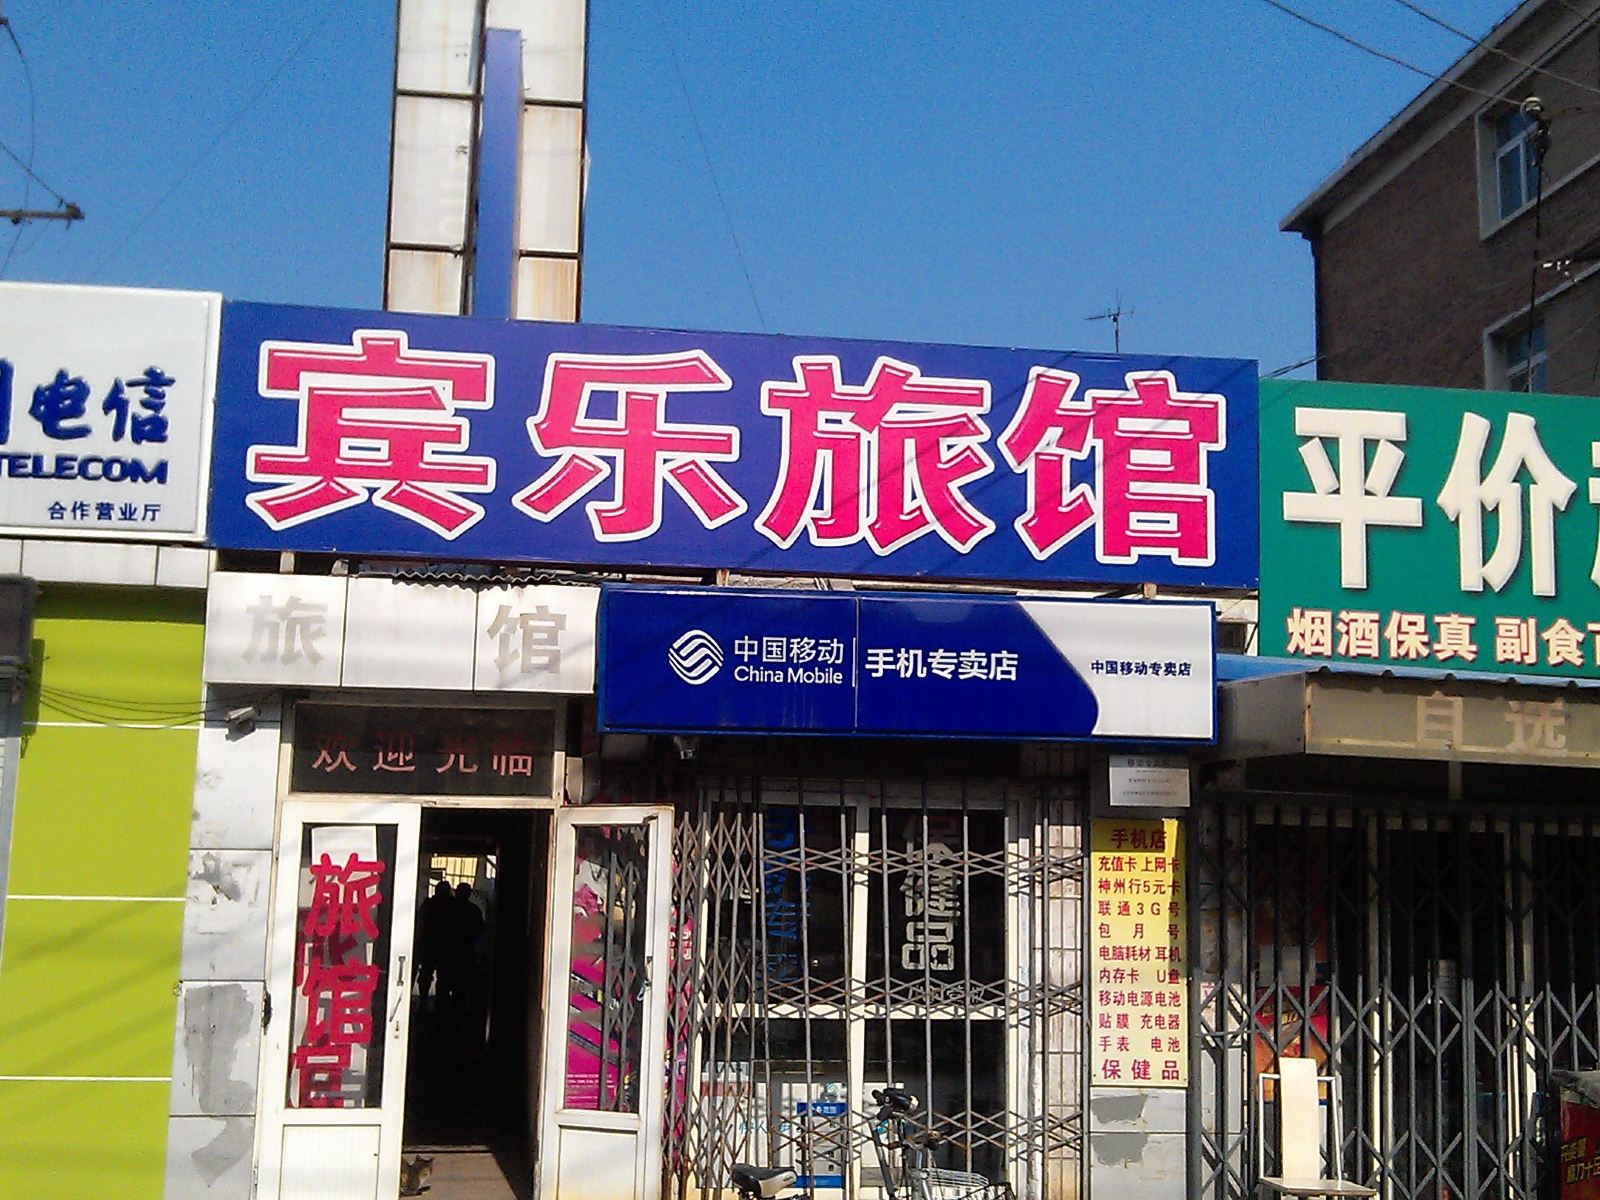 电信
TELECOM
合作营业厅
宾乐旅馆
平价
烟酒保真 副食
旅馆
中国移动
China Mobile
手机专卖店
中国移动专卖店
自选
欢迎光临
旅馆
保健品
手机店
充值卡 上网卡
神州行5元卡
联通3G号
包月号
电脑耗材 耳机
内存卡 U盘
移动电源电池
贴膜 充电器
手表 电池
保健品